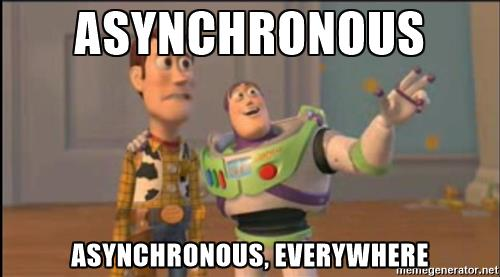 ASYNCHRONOUS
ASYNCHRONOUS, EVERYWHERE
memegenerator.net